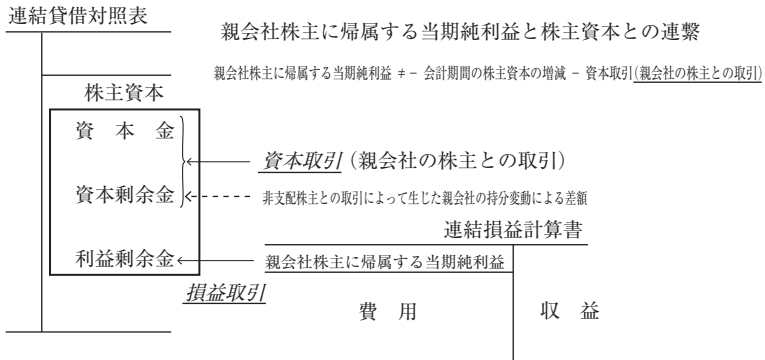 連結貸借対照表
親会社株主に帰属する当期純利益と株主資本との連繫
親会社株主に帰属する当期純利益 ≠− 会計期間の株主資本の増減 − 資本取引(親会社の株主との取引)
株主資本
資 本 金
資本取引 (親会社の株主との取引)
資本剰余金
非支配株主との取引によって生じた親会社の持分変動による差額
連結損益計算書
利益剰余金
親会社株主に帰属する当期純利益
損益取引
費 用
収 益